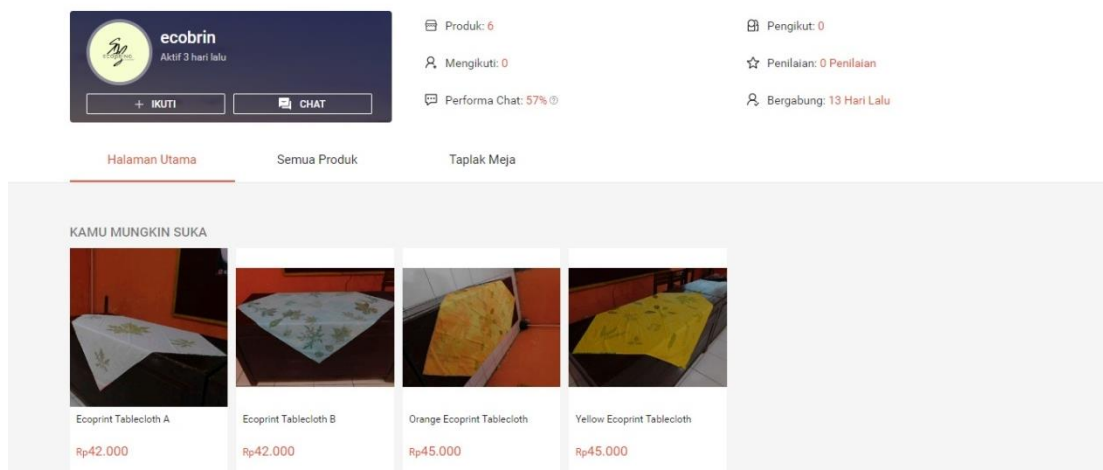 ecobrin
Aktif 3 hari lalu
+ IKUTI
CHAT
Produk: 6
Mengikuti: 0
Performa Chat: 57%
Pengikut: 0
Penilaian: 0 Penilaian
Bergabung: 13 Hari Lalu
Halaman Utama Semua Produk Taplak Meja
KAMU MUNGKIN SUKA
Ecoprint Tablecloth A
Rp42.000
Ecoprint Tablecloth B
Rp42.000
Orange Ecoprint Tablecloth
Rp45.000
Yellow Ecoprint Tablecloth
Rp45.000